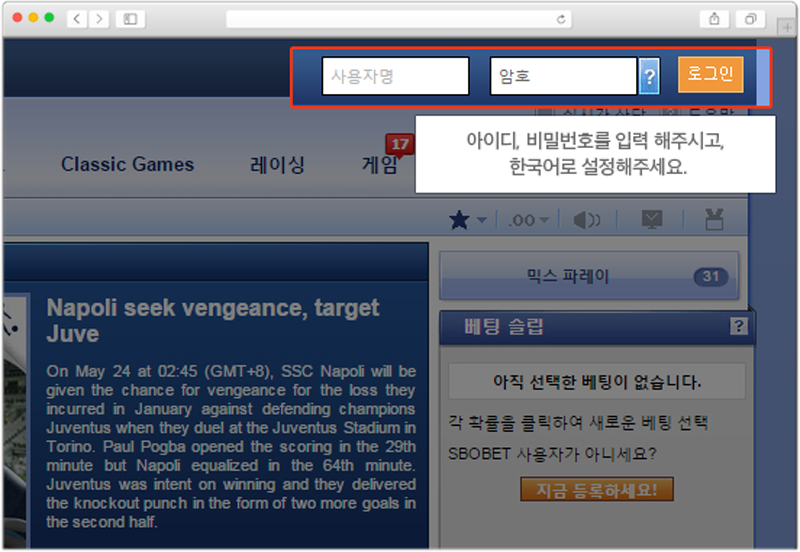 사용자명
암호
?
로그인
실시간 상담
도움말
아이디, 비밀번호를 입력 해주시고,
한국어로 설정해주세요.
Classic Games
레이싱
게임
17
.00
믹스 파레이
31
Napoli seek vengeance, target
Juve
베팅 슬립
?
On May 24 at 02:45 (GMT+8), SSC Napoli will be
given the chance for vengeance for the loss they
incurred in January against defending champions
Juventus when they duel at the Juventus Stadium in
Torino. Paul Pogba opened the scoring in the 29th
minute but Napoli equalized in the 64th minute.
Juventus was intent on winning and they delivered
the knockout punch in the form of two more goals in
the second half.
아직 선택한 베팅이 없습니다.
각 확률을 클릭하여 새로운 베팅 선택
SBOBET 사용자가 아니세요?
지금 등록하세요!